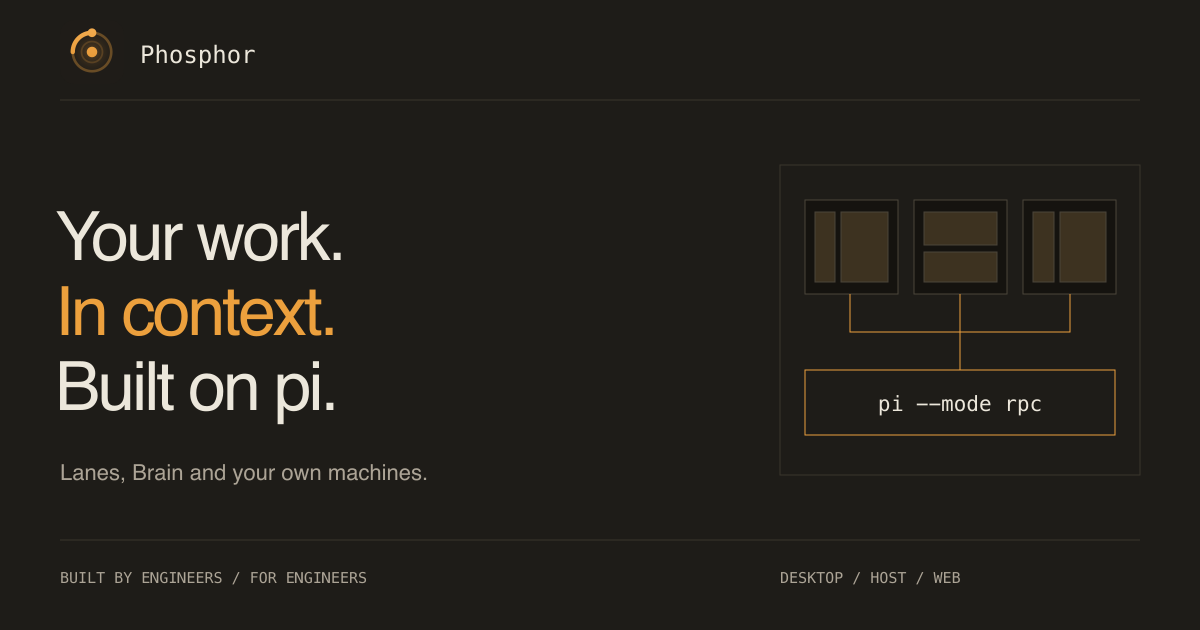 Phosphor
Your work.
In context.
Built on pi.
Lanes, Brain and your own machines.
pi --mode rpc
BUILT BY ENGINEERS / FOR ENGINEERS
DESKTOP / HOST / WEB